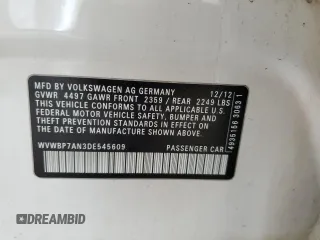 MFD BY VOLKSWAGEN AG GERMANY 12/12
GVWR 4497 GAWR FRONT 2359 / REAR 2249 LBS
THIS VEHICLE CONFORMS TO ALL APPLICABLE U.S.
FEDERAL MOTOR VEHICLE SAFETY, BUMPER AND
THEFT PREVENTION STANDARDS IN EFFECT ON THE
DATE OF MANUFACTURE SHOWN ABOVE.
WVWBP7AN3DE545609 PASSENGER CAR
4935166 30631
DREAMBID